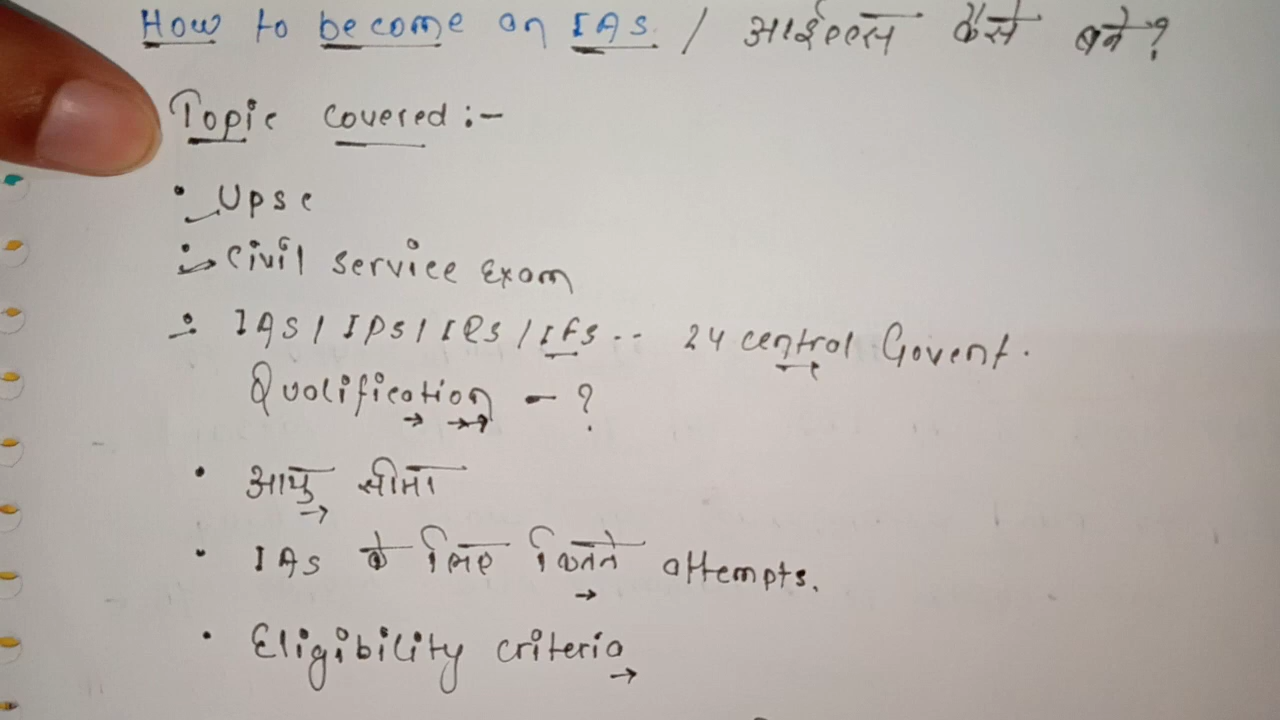 How to become an IAS / आईएएस कैसे बने?
Topic covered :-
• Upsc
• Civil service Exam
• IAS / IPS / IRS / IFS .. 24 central Govent.
Qualification - ?
• आयु सीमा
• IAS के लिए कितने attempts.
• Eligibility criteria